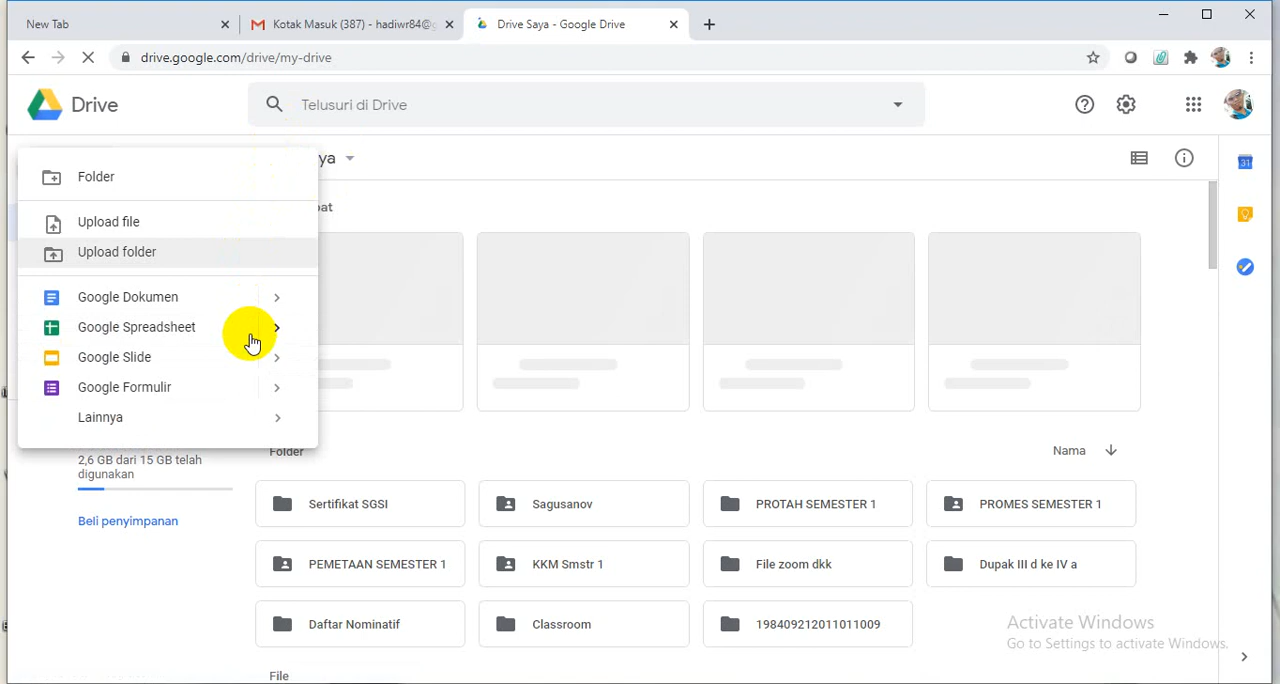 New Tab
Kotak Masuk (387) - hadiwr84@g
Drive Saya - Google Drive
drive.google.com/drive/my-drive
Drive
Telusuri di Drive
ya
Folder
Upload file
Upload folder
Google Dokumen
Google Spreadsheet
Google Slide
Google Formulir
Lainnya
pat
31
2,6 GB dari 15 GB telah
digunakan
Beli penyimpanan
Folder
Nama
Sertifikat SGSI
Sagusanov
PROTAH SEMESTER 1
PROMES SEMESTER 1
PEMETAAN SEMESTER 1
KKM Smstr 1
File zoom dkk
Dupak III d ke IV a
Daftar Nominatif
Classroom
198409212011011009
Activate Windows
Go to Settings to activate Windows.
File